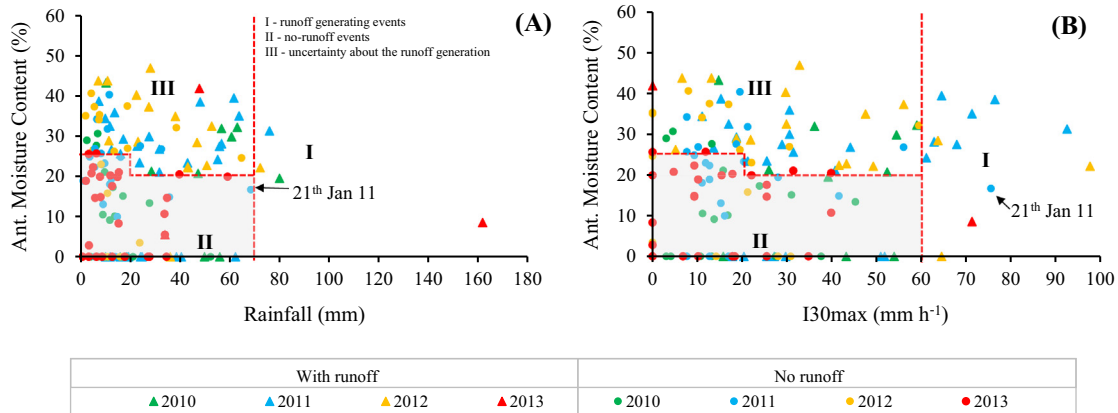 (A)
I - runoff generating events
II - no-runoff events
III - uncertainty about the runoff generation
Ant. Moisture Content (%)
60
50
40
30
20
10
0
III
I
II
21th Jan 11
0 20 40 60 80 100 120 140 160 180
Rainfall (mm)
(B)
Ant. Moisture Content (%)
60
50
40
30
20
10
0
III
I
II
21th Jan 11
0 10 20 30 40 50 60 70 80 90 100
I30max (mm h⁻¹)
With runoff No runoff
2010 2011 2012 2013 2010 2011 2012 2013